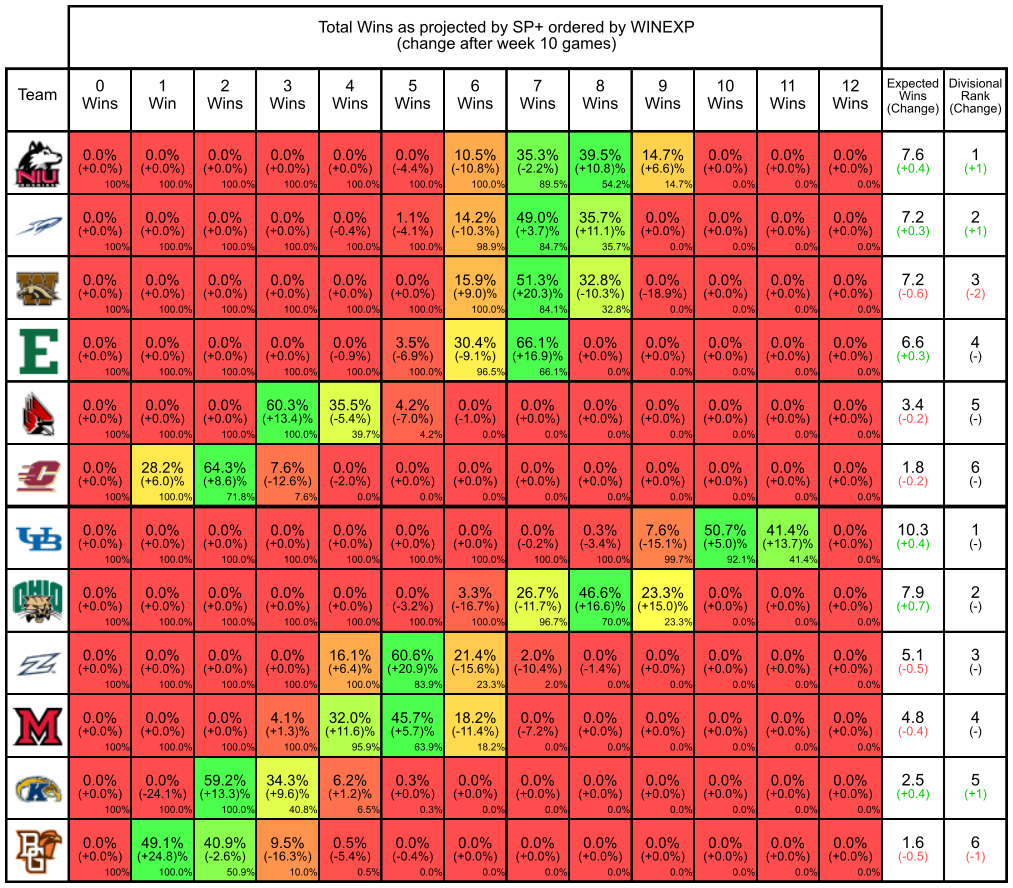 Total Wins as projected by SP+ ordered by WINEXP
(change after week 10 games)
Team 0 Wins 1 Win 2 Wins 3 Wins 4 Wins 5 Wins 6 Wins 7 Wins 8 Wins 9 Wins 10 Wins 11 Wins 12 Wins Expected Wins (Change) Divisional Rank (Change)
NIU 0.0% 0.0% 0.0% 0.0% 0.0% 0.0% 10.5% 35.3% 39.5% 14.7% 0.0% 0.0% 0.0% 7.6 1
(+0.0%) (+0.0%) (+0.0%) (+0.0%) (+0.0%) (-4.4%) (-10.8%) (-2.2%) (+10.8)% (+6.6)% (+0.0%) (+0.0%) (+0.0%) (+0.4) (+1)
100% 100.0% 100.0% 100.0% 100.0% 100.0% 100.0% 89.5% 54.2% 14.7% 0.0% 0.0% 0.0%
0.0% 0.0% 0.0% 0.0% 0.0% 1.1% 14.2% 49.0% 35.7% 0.0% 0.0% 0.0% 0.0% 7.2 2
(+0.0%) (+0.0%) (+0.0%) (+0.0%) (-0.4%) (-4.1%) (-10.3%) (+3.7)% (+11.1)% (+0.0%) (+0.0%) (+0.0%) (+0.0%) (+0.3) (+1)
100% 100.0% 100.0% 100.0% 100.0% 100.0% 98.9% 84.7% 35.7% 0.0% 0.0% 0.0% 0.0%
W 0.0% 0.0% 0.0% 0.0% 0.0% 0.0% 15.9% 51.3% 32.8% 0.0% 0.0% 0.0% 0.0% 7.2 3
(+0.0%) (+0.0%) (+0.0%) (+0.0%) (+0.0%) (+0.0%) (+9.0)% (+20.3)% (-10.3%) (-18.9%) (+0.0%) (+0.0%) (+0.0%) (-0.6) (-2)
100% 100.0% 100.0% 100.0% 100.0% 100.0% 100.0% 84.1% 32.8% 0.0% 0.0% 0.0% 0.0%
E 0.0% 0.0% 0.0% 0.0% 0.0% 3.5% 30.4% 66.1% 0.0% 0.0% 0.0% 0.0% 0.0% 6.6 4
(+0.0%) (+0.0%) (+0.0%) (+0.0%) (-0.9%) (-6.9%) (-9.1%) (+16.9)% (+0.0%) (+0.0%) (+0.0%) (+0.0%) (+0.0%) (+0.3) (-)
100% 100.0% 100.0% 100.0% 100.0% 100.0% 96.5% 66.1% 0.0% 0.0% 0.0% 0.0% 0.0%
0.0% 0.0% 0.0% 60.3% 35.5% 4.2% 0.0% 0.0% 0.0% 0.0% 0.0% 0.0% 0.0% 3.4 5
(+0.0%) (+0.0%) (+0.0%) (+13.4)% (-5.4%) (-7.0%) (-1.0%) (+0.0%) (+0.0%) (+0.0%) (+0.0%) (+0.0%) (+0.0%) (-0.2) (-)
100% 100.0% 100.0% 100.0% 39.7% 4.2% 0.0% 0.0% 0.0% 0.0% 0.0% 0.0% 0.0%
C 0.0% 28.2% 64.3% 7.6% 0.0% 0.0% 0.0% 0.0% 0.0% 0.0% 0.0% 0.0% 0.0% 1.8 6
(+0.0%) (+6.0)% (+8.6)% (-12.6%) (-2.0%) (+0.0%) (+0.0%) (+0.0%) (+0.0%) (+0.0%) (+0.0%) (+0.0%) (+0.0%) (-0.2) (-)
100% 100.0% 71.8% 7.6% 0.0% 0.0% 0.0% 0.0% 0.0% 0.0% 0.0% 0.0% 0.0%
UB 0.0% 0.0% 0.0% 0.0% 0.0% 0.0% 0.0% 0.0% 0.3% 7.6% 50.7% 41.4% 0.0% 10.3 1
(+0.0%) (+0.0%) (+0.0%) (+0.0%) (+0.0%) (+0.0%) (+0.0%) (-0.2%) (-3.4%) (-15.1%) (+5.0)% (+13.7)% (+0.0%) (+0.4) (-)
100% 100.0% 100.0% 100.0% 100.0% 100.0% 100.0% 100.0% 100.0% 99.7% 92.1% 41.4% 0.0%
OHIO 0.0% 0.0% 0.0% 0.0% 0.0% 0.0% 3.3% 26.7% 46.6% 23.3% 0.0% 0.0% 0.0% 7.9 2
(+0.0%) (+0.0%) (+0.0%) (+0.0%) (+0.0%) (-3.2%) (-16.7%) (-11.7%) (+16.6)% (+15.0)% (+0.0%) (+0.0%) (+0.0%) (+0.7) (-)
100% 100.0% 100.0% 100.0% 100.0% 100.0% 100.0% 96.7% 70.0% 23.3% 0.0% 0.0% 0.0%
Z 0.0% 0.0% 0.0% 0.0% 16.1% 60.6% 21.4% 2.0% 0.0% 0.0% 0.0% 0.0% 0.0% 5.1 3
(+0.0%) (+0.0%) (+0.0%) (+0.0%) (+6.4)% (+20.9)% (-15.6%) (-10.4%) (-1.4%) (+0.0%) (+0.0%) (+0.0%) (+0.0%) (-0.5) (-)
100% 100.0% 100.0% 100.0% 100.0% 83.9% 23.3% 2.0% 0.0% 0.0% 0.0% 0.0% 0.0%
M 0.0% 0.0% 0.0% 4.1% 32.0% 45.7% 18.2% 0.0% 0.0% 0.0% 0.0% 0.0% 0.0% 4.8 4
(+0.0%) (+0.0%) (+0.0%) (+1.3)% (+11.6)% (+5.7)% (-11.4%) (-7.2%) (+0.0%) (+0.0%) (+0.0%) (+0.0%) (+0.0%) (-0.4) (-)
100% 100.0% 100.0% 100.0% 95.9% 63.9% 18.2% 0.0% 0.0% 0.0% 0.0% 0.0% 0.0%
K 0.0% 0.0% 59.2% 34.3% 6.2% 0.3% 0.0% 0.0% 0.0% 0.0% 0.0% 0.0% 0.0% 2.5 5
(+0.0%) (-24.1%) (+13.3)% (+9.6)% (+1.2)% (+0.0%) (+0.0%) (+0.0%) (+0.0%) (+0.0%) (+0.0%) (+0.0%) (+0.0%) (+0.4) (+1)
100% 100.0% 100.0% 40.8% 6.5% 0.3% 0.0% 0.0% 0.0% 0.0% 0.0% 0.0% 0.0%
BG 0.0% 49.1% 40.9% 9.5% 0.5% 0.0% 0.0% 0.0% 0.0% 0.0% 0.0% 0.0% 0.0% 1.6 6
(+0.0%) (+24.8)% (-2.6%) (-16.3%) (-5.4%) (-0.4%) (+0.0%) (+0.0%) (+0.0%) (+0.0%) (+0.0%) (+0.0%) (+0.0%) (-0.5) (-1)
100% 100.0% 50.9% 10.0% 0.5% 0.0% 0.0% 0.0% 0.0% 0.0% 0.0% 0.0% 0.0%